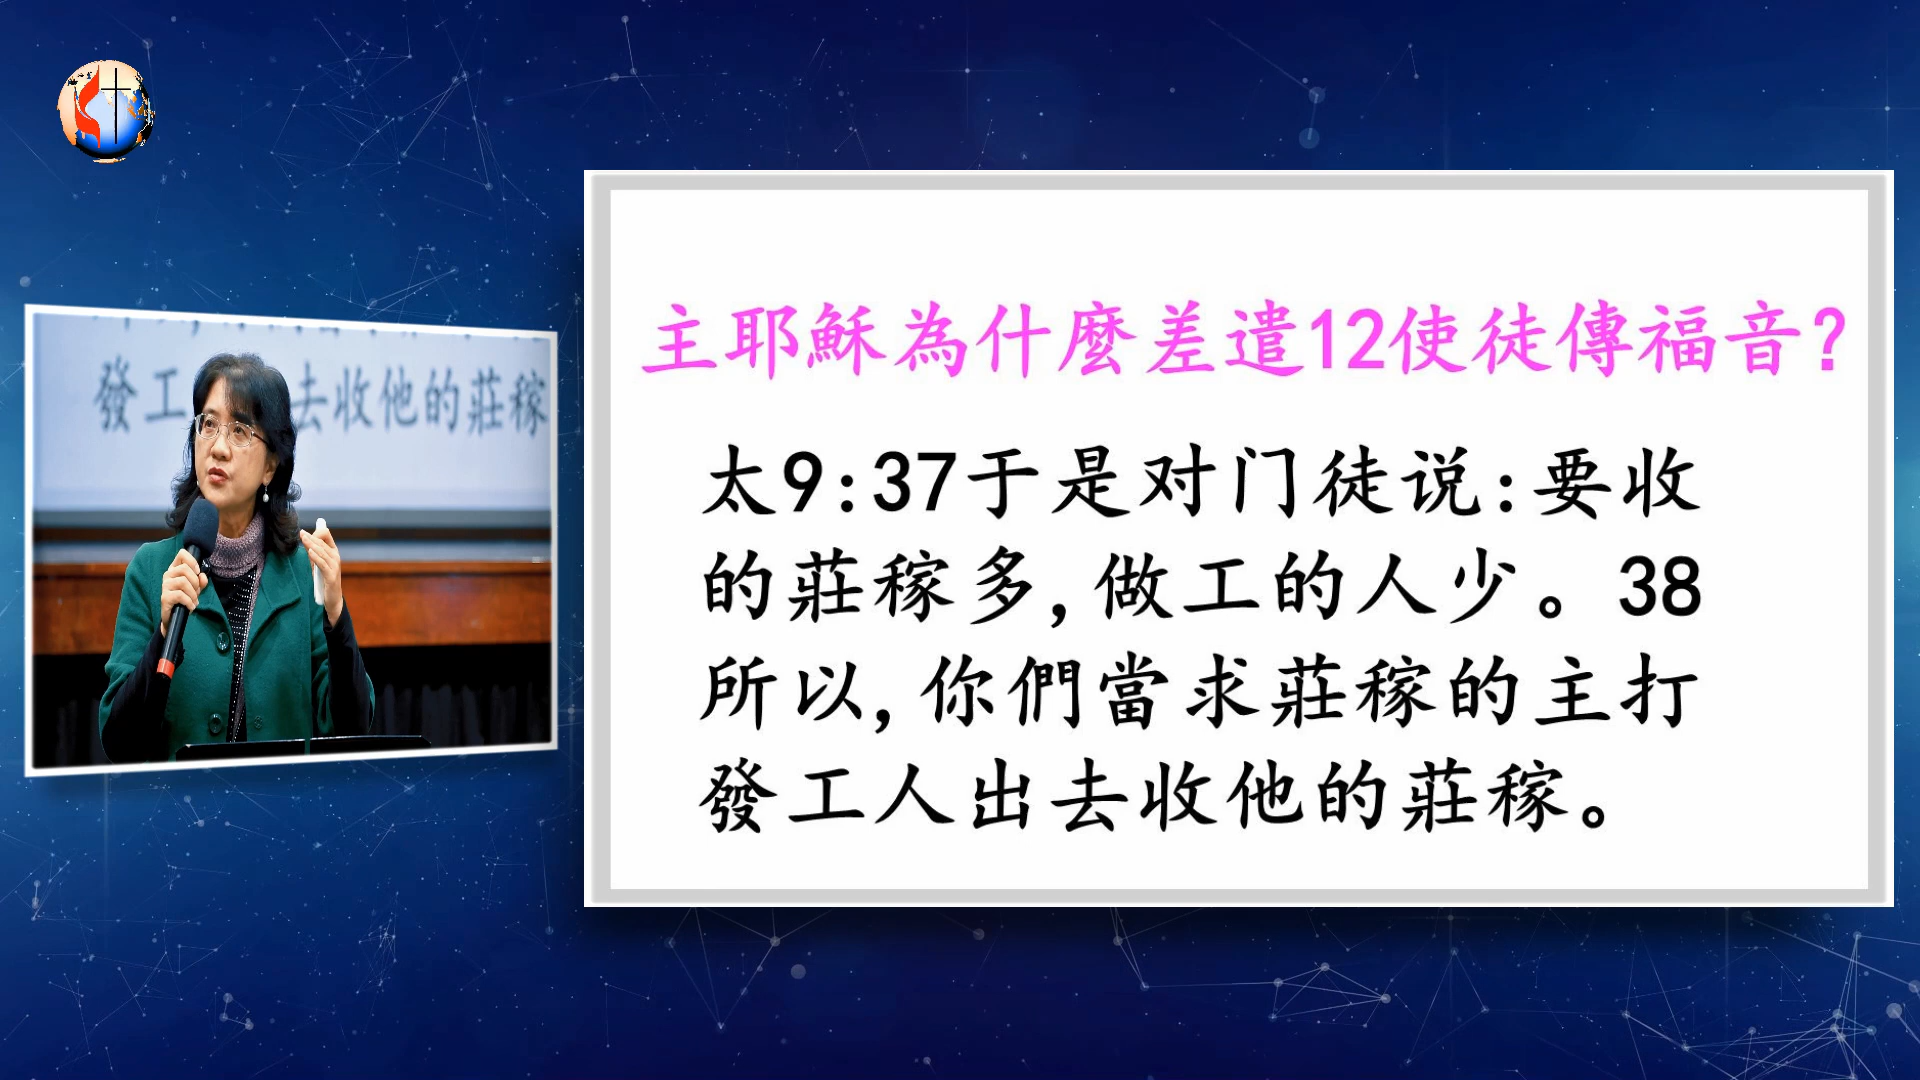 主耶穌為什麼差遣12使徒傳福音?
太9:37于是对门徒说:要收
的莊稼多,做工的人少。38
所以,你們當求莊稼的主打
發工人出去收他的莊稼。
發工
去收他的莊稼